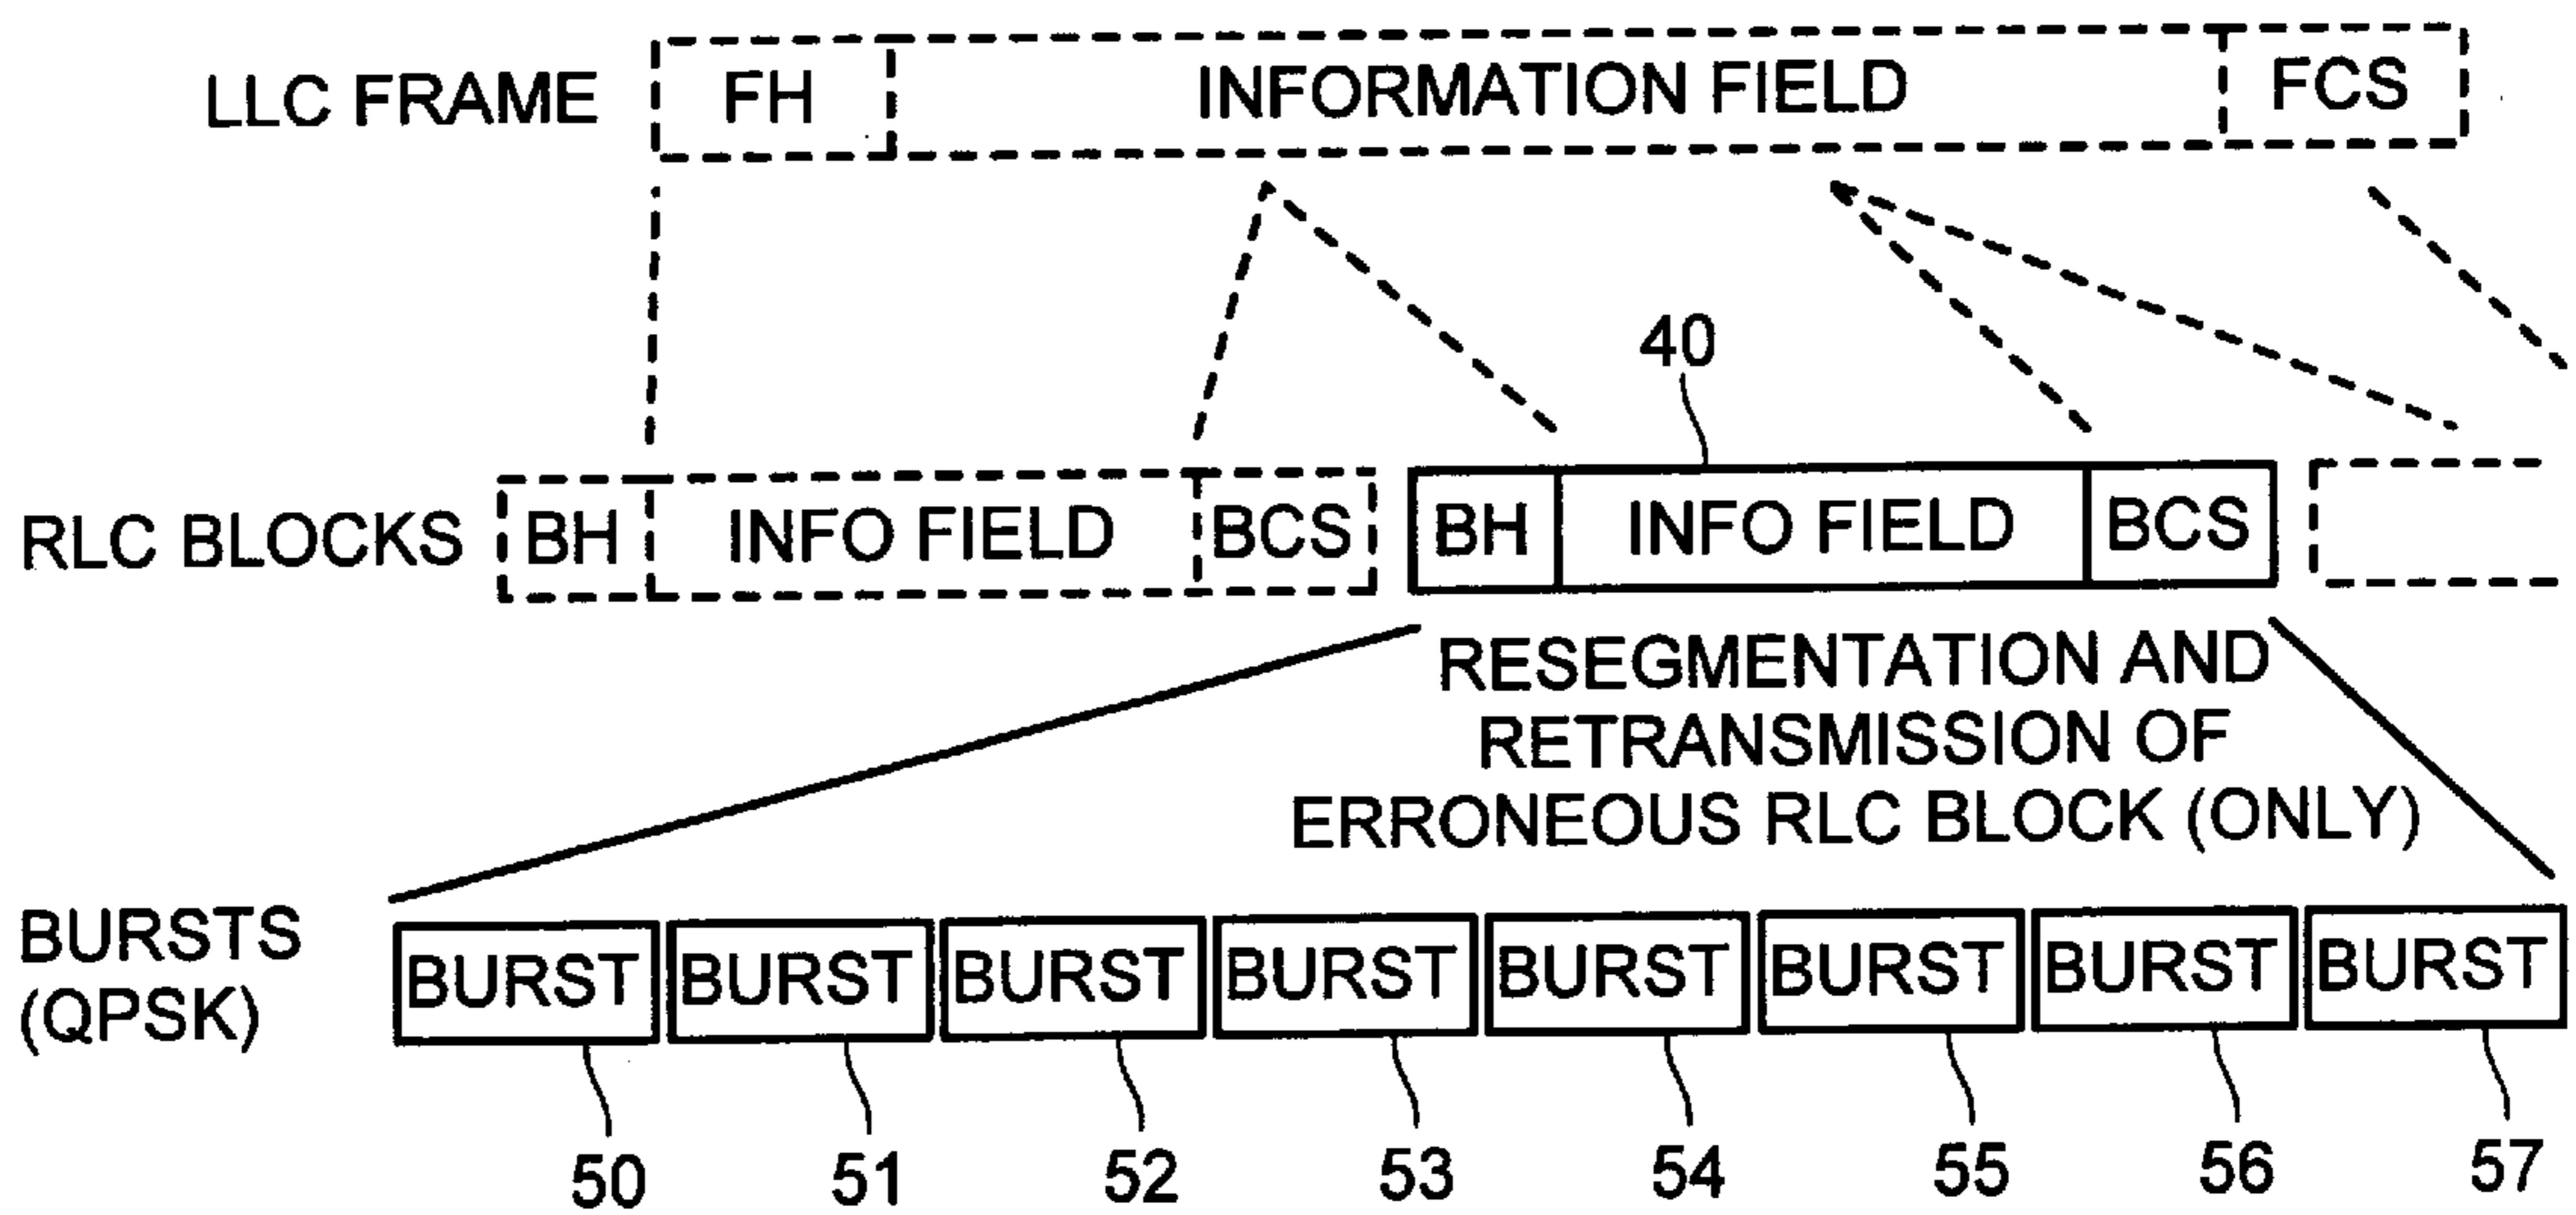 LLC FRAME FH INFORMATION FIELD FCS
40
RLC BLOCKS BH INFO FIELD BCS BH INFO FIELD BCS
RESEGMENTATION AND
RETRANSMISSION OF
ERRONEOUS RLC BLOCK (ONLY)
BURSTS
(QPSK)
BURST BURST BURST BURST BURST BURST BURST BURST
50 51 52 53 54 55 56 57